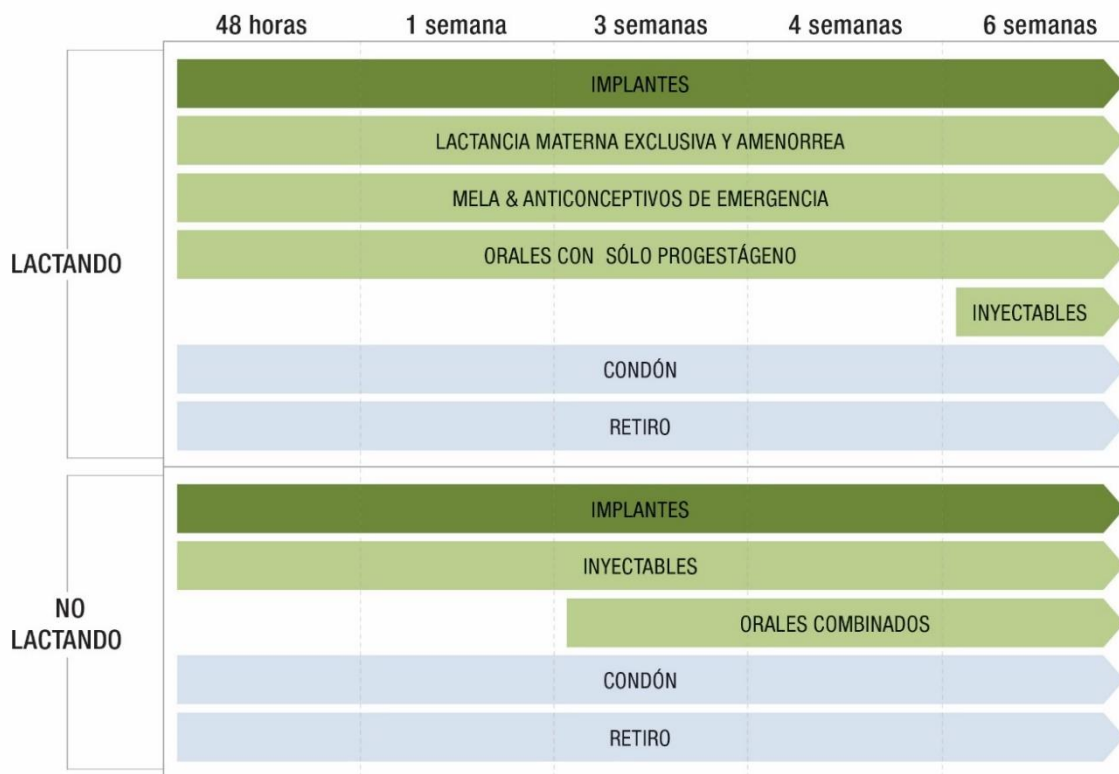 48 horas 1 semana 3 semanas 4 semanas 6 semanas
LACTANDO
IMPLANTES
LACTANCIA MATERNA EXCLUSIVA Y AMENORREA
MELA & ANTICONCEPTIVOS DE EMERGENCIA
ORALES CON SÓLO PROGESTÁGENO
INYECTABLES
CONDÓN
RETIRO
NO
LACTANDO
IMPLANTES
INYECTABLES
ORALES COMBINADOS
CONDÓN
RETIRO